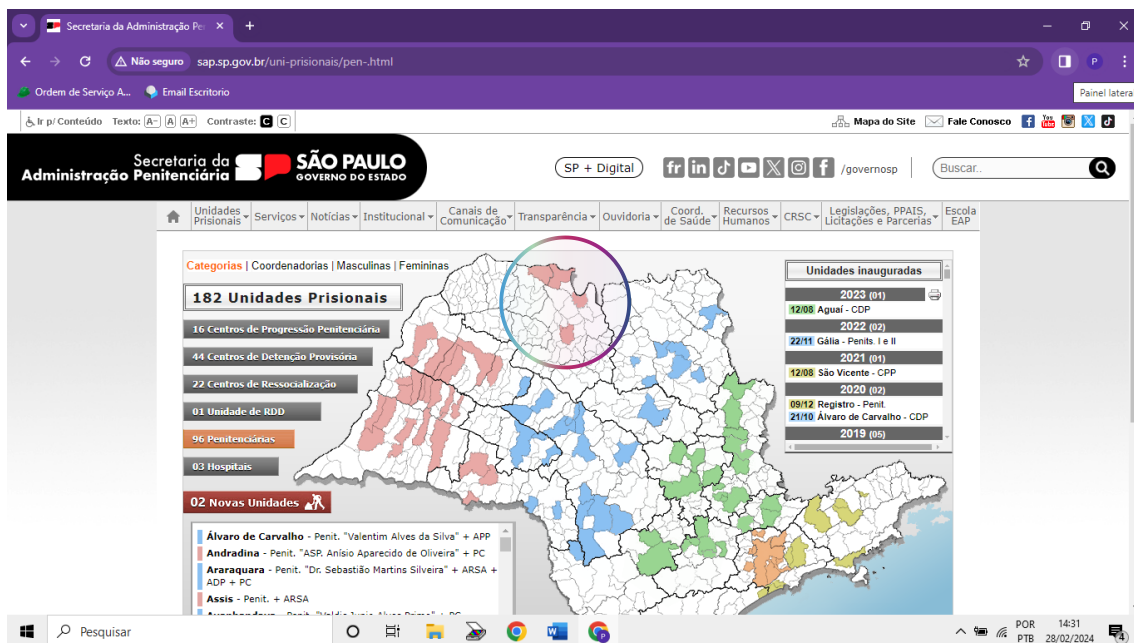 Secretaria da Administração Pe
Não seguro sap.sp.gov.br/uni-prisionais/pen-.html
Ordem de Serviço A... Email Escritorio
Painel latera
Ir p/ Conteúdo Texto: A- A A+ Contraste: C C
Mapa do Site Fale Conosco
Secretaria da
Administração Penitenciária
SÃO PAULO
GOVERNO DO ESTADO
SP + Digital
/governosp
Buscar..
Unidades Prisionais Serviços Notícias Institucional Canais de Comunicação Transparência Ouvidoria Coord. de Saúde Recursos Humanos CRSC Legislações, PPAIS, Licitações e Parcerias Escola EAP
Categorias | Coordenadorias | Masculinas | Femininas
182 Unidades Prisionais
16 Centros de Progressão Penitenciária
44 Centros de Detenção Provisória
22 Centros de Ressocialização
01 Unidade de RDD
96 Penitenciárias
03 Hospitais
02 Novas Unidades
Álvaro de Carvalho - Penit. "Valentim Alves da Silva" + APP
Andradina - Penit. "ASP. Anísio Aparecido de Oliveira" + PC
Araraquara - Penit. "Dr. Sebastião Martins Silveira" + ARSA +
ADP + PC
Assis - Penit. + ARSA
Unidades inauguradas
2023 (01)
12/08 Aguaí - CDP
2022 (02)
22/11 Gália - Penits. I e II
2021 (01)
12/08 São Vicente - CPP
2020 (02)
09/12 Registro - Penit.
21/10 Álvaro de Carvalho - CDP
2019 (05)
Pesquisar
POR
PTB
14:31
28/02/2024
4